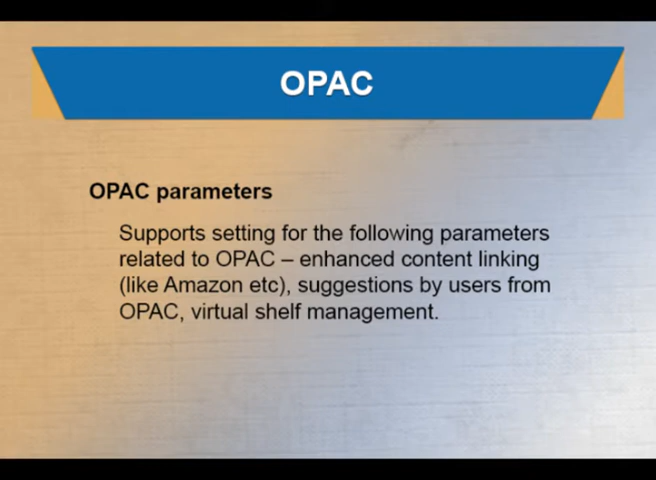 OPAC
OPAC parameters
Supports setting for the following parameters
related to OPAC – enhanced content linking
(like Amazon etc), suggestions by users from
OPAC, virtual shelf management.